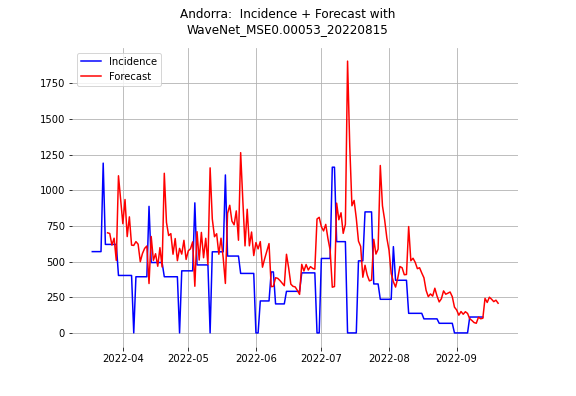 Andorra:  Incidence + Forecast with
WaveNet_MSE0.00053_20220815
Incidence
Forecast
1750
1500
1250
1000
750
500
250
0
2022-04 2022-05 2022-06 2022-07 2022-08 2022-09